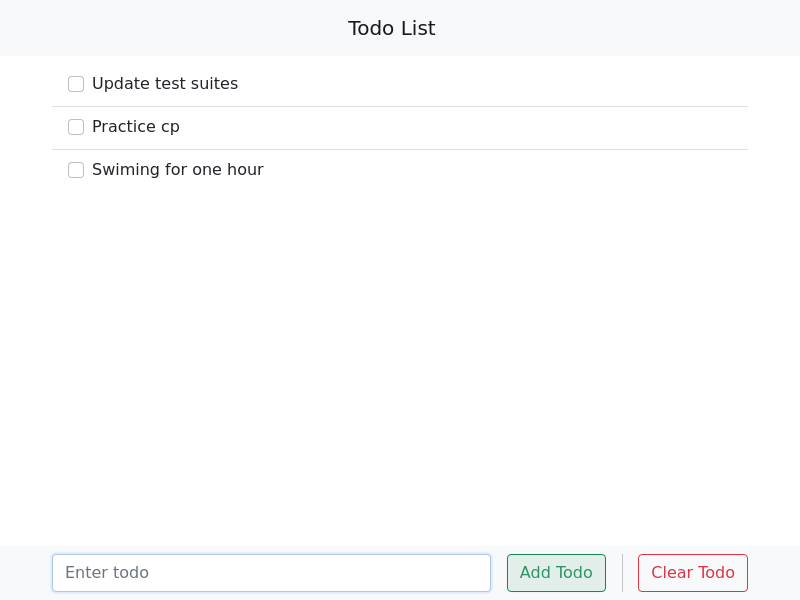 Todo List
Update test suites
Practice cp
Swiming for one hour
Enter todo
Add Todo
Clear Todo